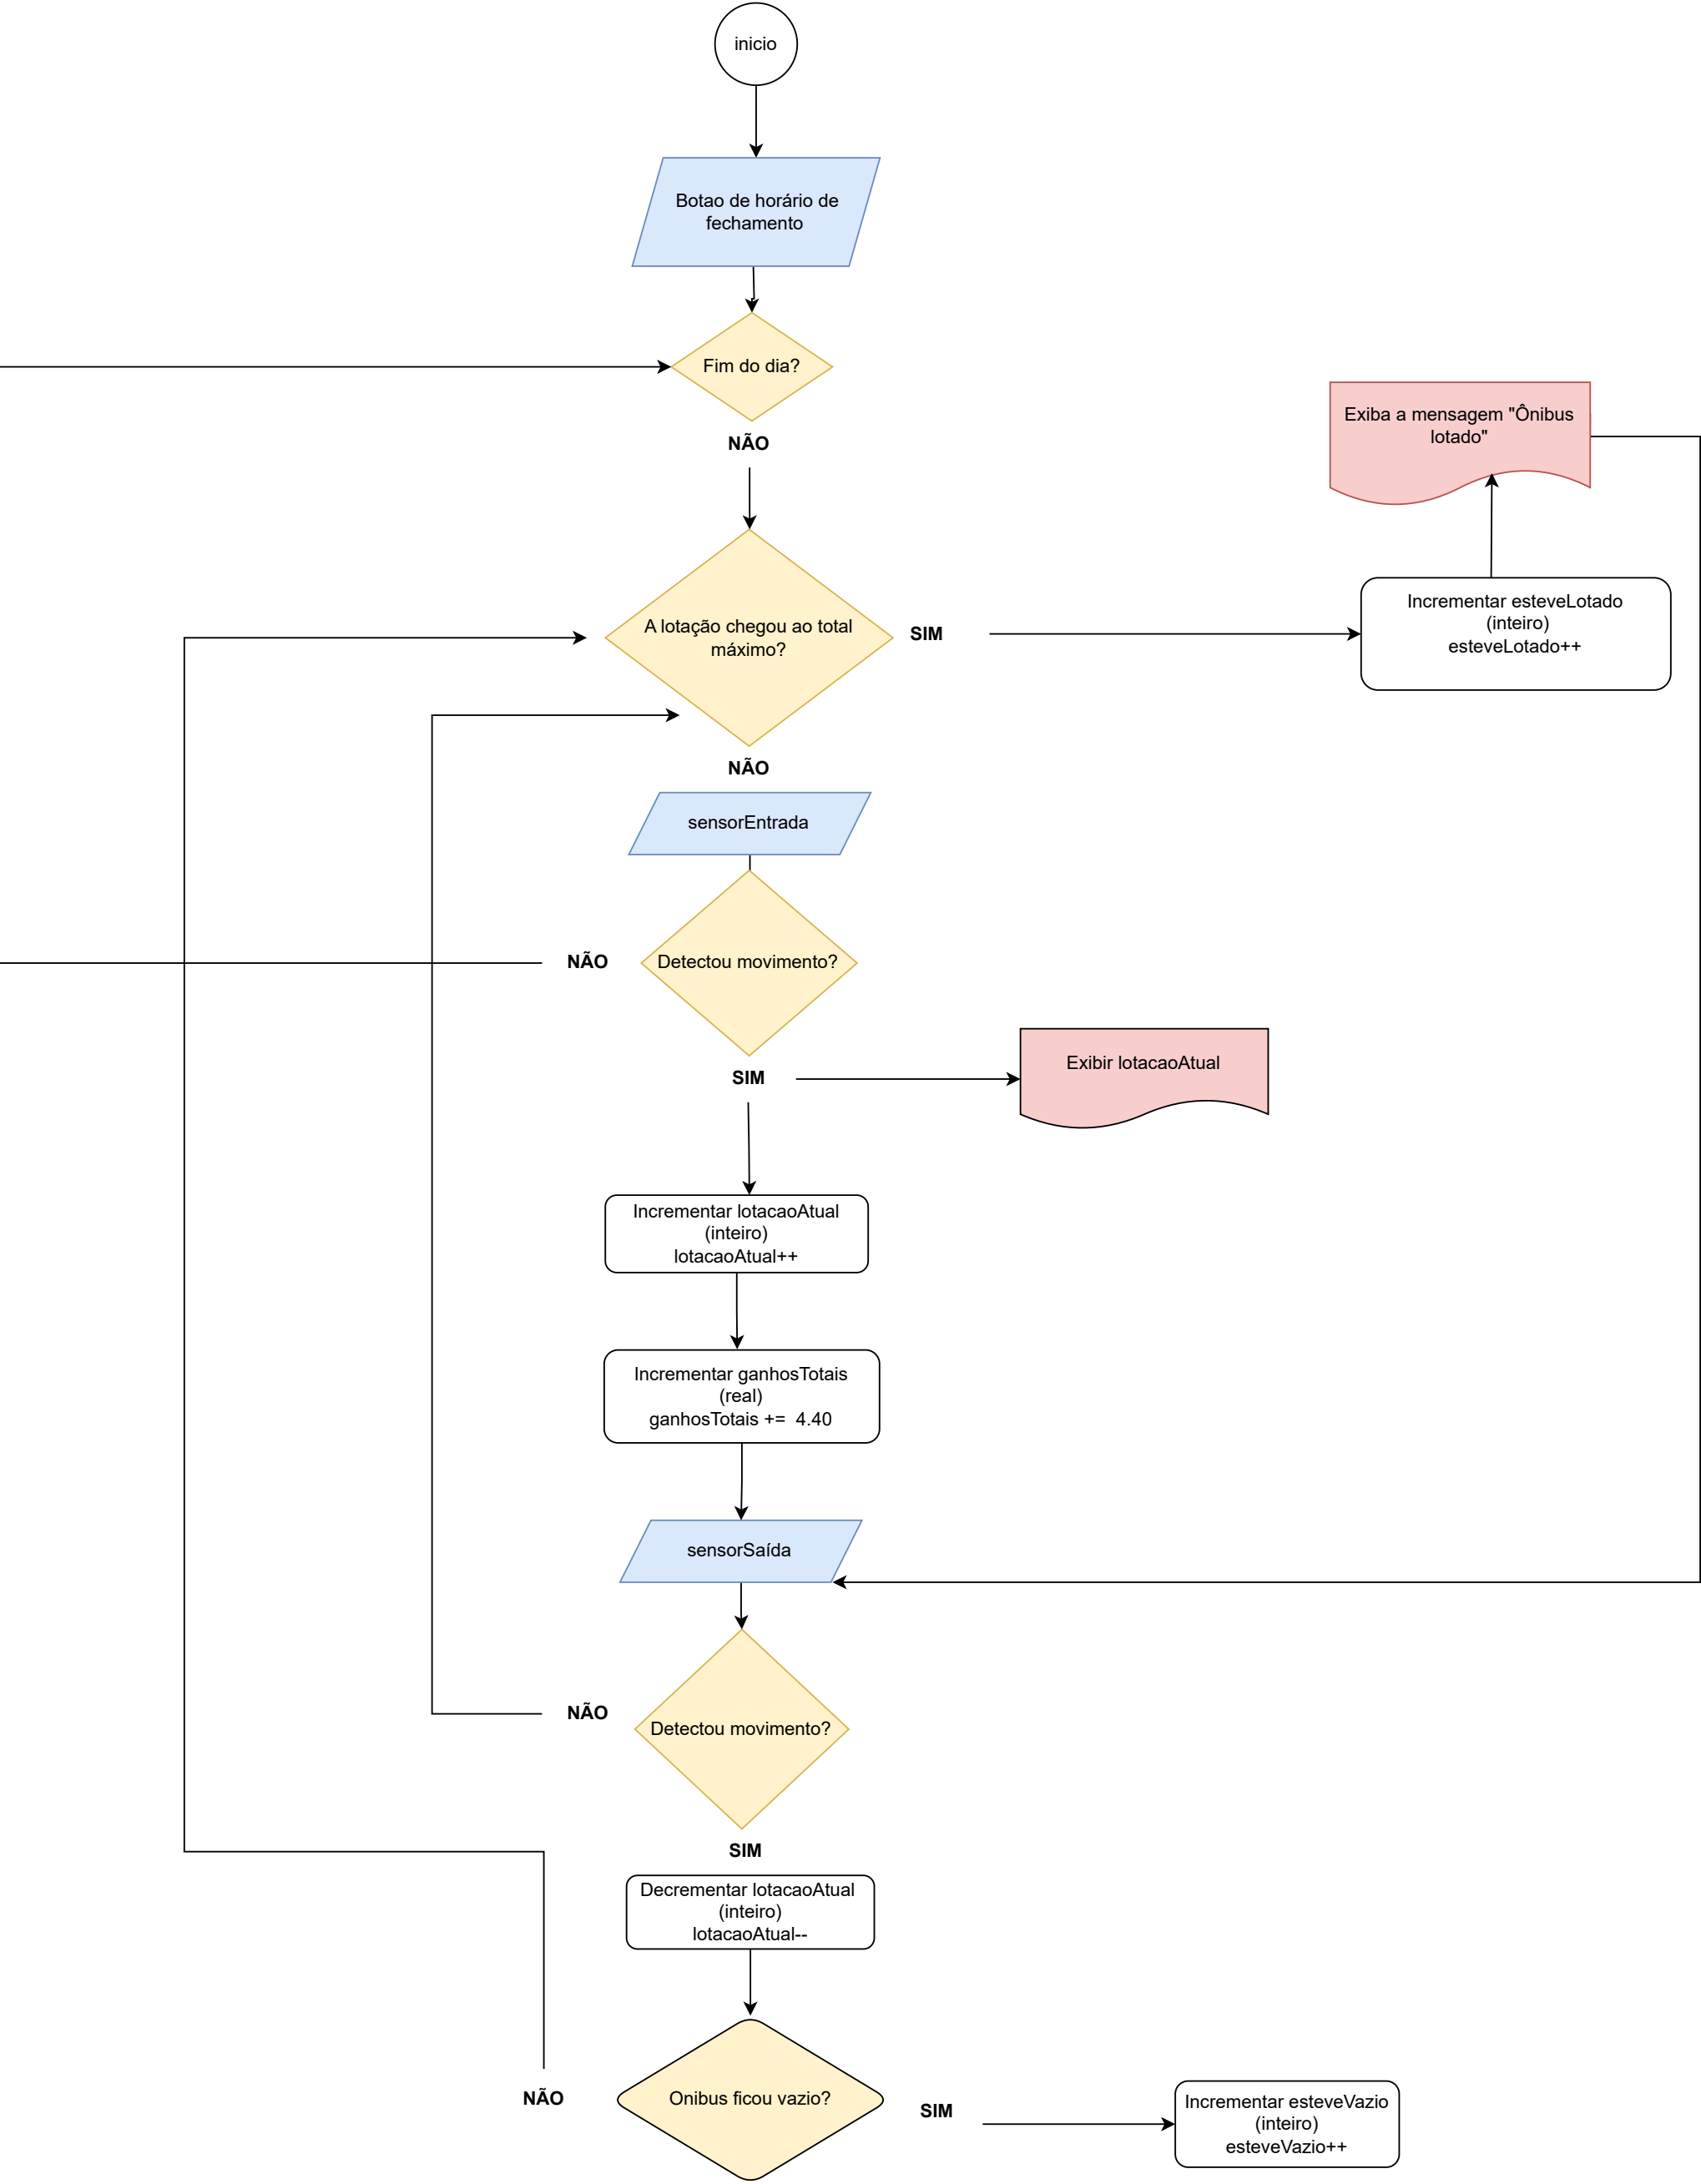 inicio
Botao de horário de
fechamento
Fim do dia?
NÃO
Exiba a mensagem "Ônibus
lotado"
A lotação chegou ao total
máximo?
SIM
Incrementar esteveLotado
(inteiro)
esteveLotado++
NÃO
sensorEntrada
NÃO
Detectou movimento?
SIM
Exibir lotacaoAtual
Incrementar lotacaoAtual
(inteiro)
lotacaoAtual++
Incrementar ganhosTotais
(real)
ganhosTotais +=  4.40
sensorSaída
NÃO
Detectou movimento?
SIM
Decrementar lotacaoAtual
(inteiro)
lotacaoAtual--
NÃO
Onibus ficou vazio?
SIM
Incrementar esteveVazio
(inteiro)
esteveVazio++